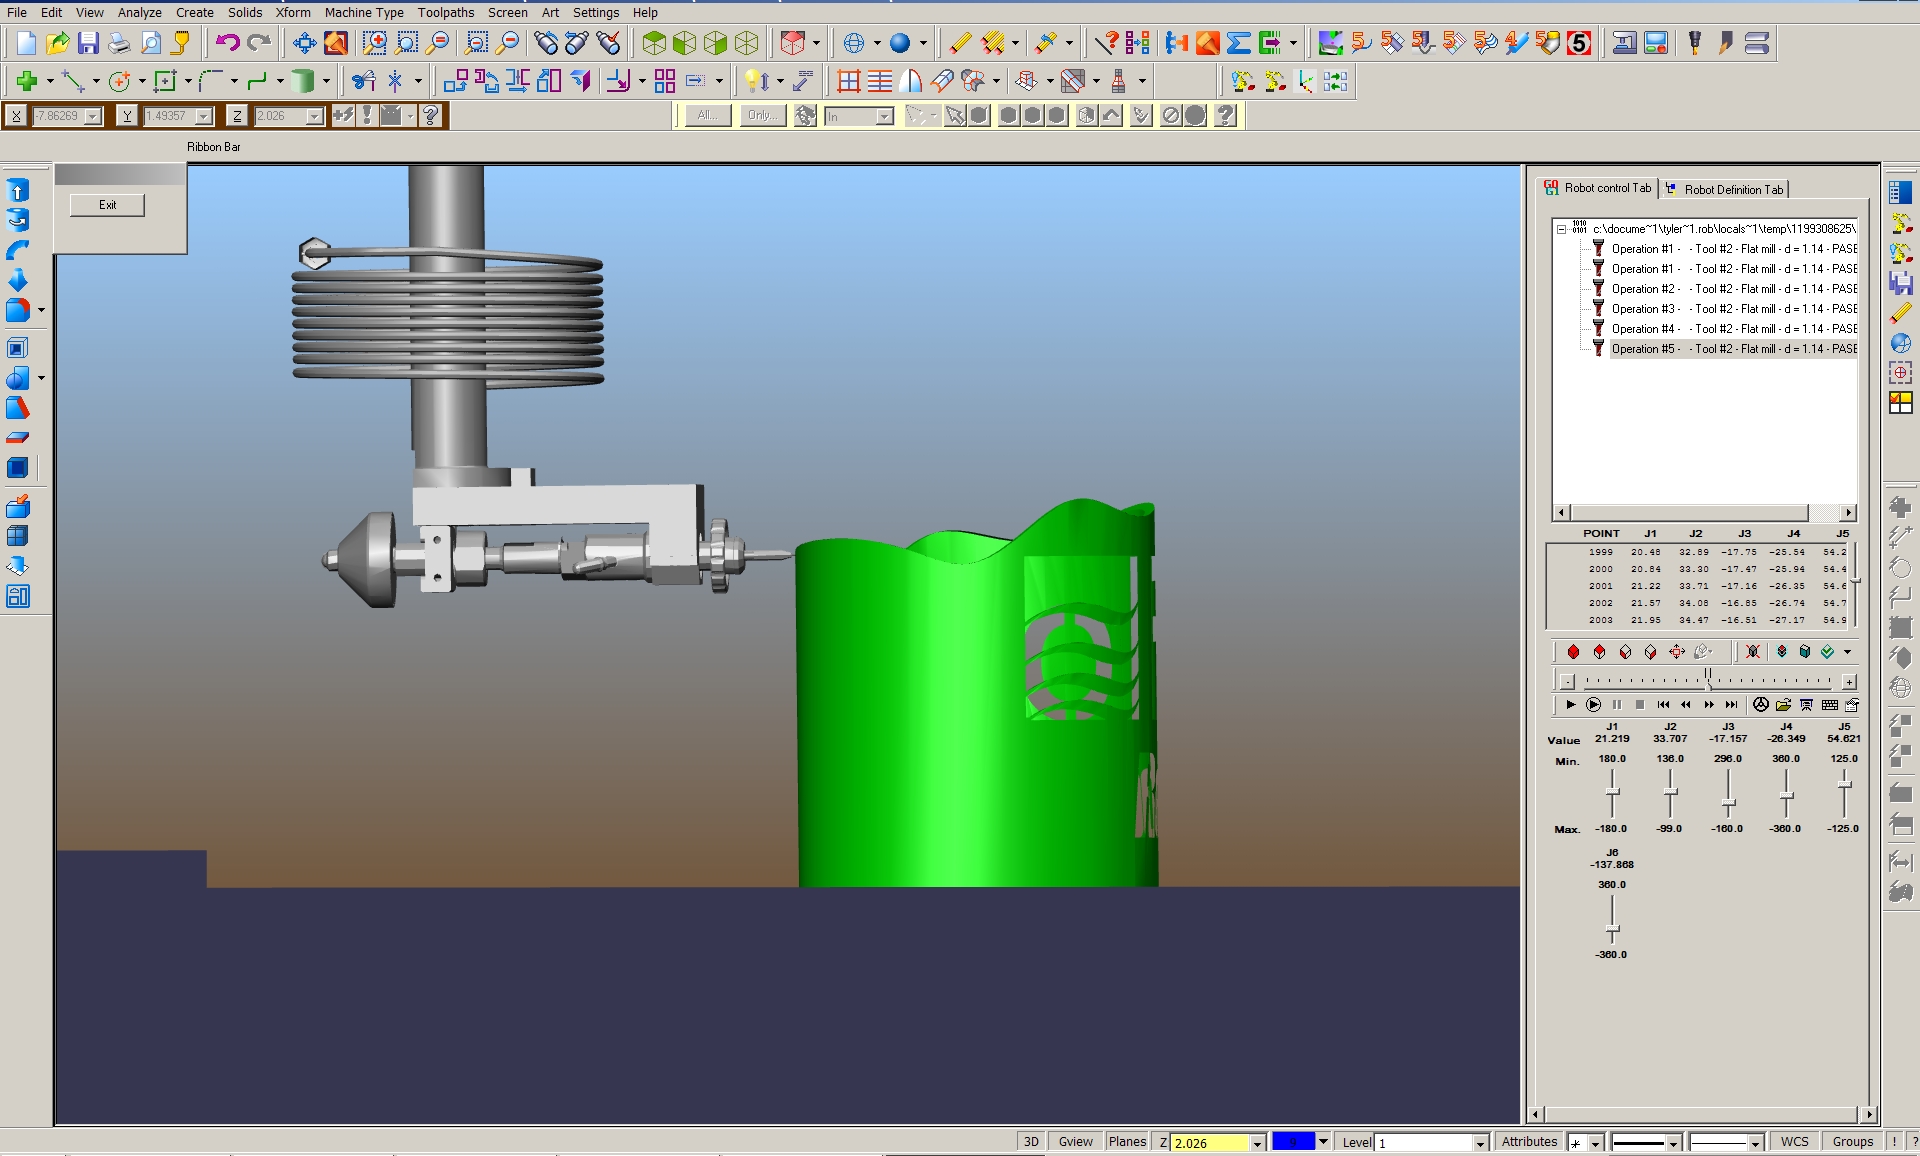 File Edit View Analyze Create Solids Xform Machine Type Toolpaths Screen Art Settings Help
X -7.86269 Y 1.49357 Z 2.026 All... Only... In
Ribbon Bar
Exit
Robot control Tab Robot Definition Tab
c:\docume~1\tyler~1.rob\locals~1\temp\1199308625\
Operation #1 - - Tool #2 - Flat mill - d = 1.14 - PASE
Operation #1 - - Tool #2 - Flat mill - d = 1.14 - PASE
Operation #2 - - Tool #2 - Flat mill - d = 1.14 - PASE
Operation #3 - - Tool #2 - Flat mill - d = 1.14 - PASE
Operation #4 - - Tool #2 - Flat mill - d = 1.14 - PASE
Operation #5 - - Tool #2 - Flat mill - d = 1.14 - PASE
POINT J1 J2 J3 J4 J5
1999 20.48 32.89 -17.75 -25.54 54.2
2000 20.84 33.30 -17.47 -25.94 54.4
2001 21.22 33.71 -17.16 -26.35 54.6
2002 21.57 34.08 -16.85 -26.74 54.7
2003 21.95 34.47 -16.51 -27.17 54.9
J1 J2 J3 J4 J5
Value 21.219 33.707 -17.157 -26.349 54.621
Min. 180.0 136.0 296.0 360.0 125.0
Max. -180.0 -99.0 -160.0 -360.0 -125.0
J6
-137.868
360.0
-360.0
3D Gview Planes Z 2.026 9 Level 1 Attributes WCS Groups ! ?